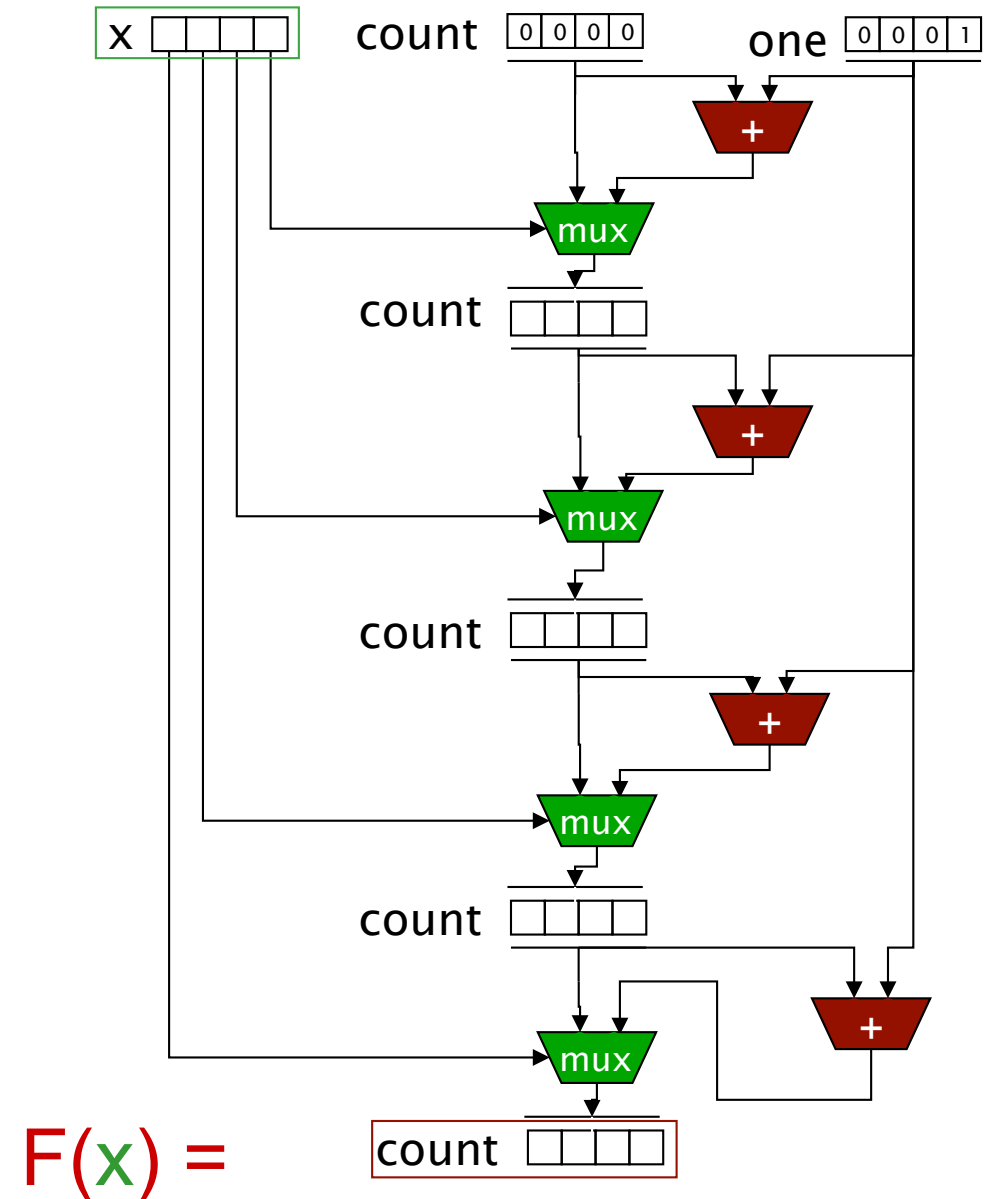 x count 0 0 0 0 one 0 0 0 1
+
mux
count
+
mux
count
+
mux
count
+
mux
F(x) = count